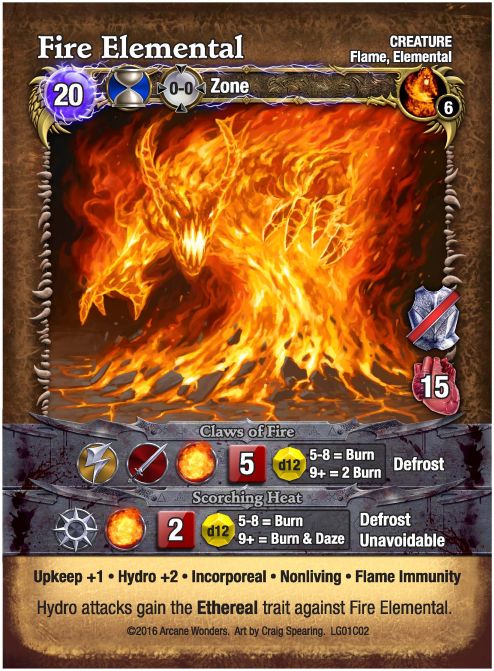 Fire Elemental
CREATURE
Flame, Elemental
20
0-0
Zone
6
15
Claws of Fire
5
d12
5-8 = Burn
9+ = 2 Burn
Defrost
Scorching Heat
2
d12
5-8 = Burn
9+ = Burn & Daze
Defrost
Unavoidable
Upkeep +1 • Hydro +2 • Incorporeal • Nonliving • Flame Immunity
Hydro attacks gain the Ethereal trait against Fire Elemental.
©2016 Arcane Wonders. Art by Craig Spearing. LG01C02